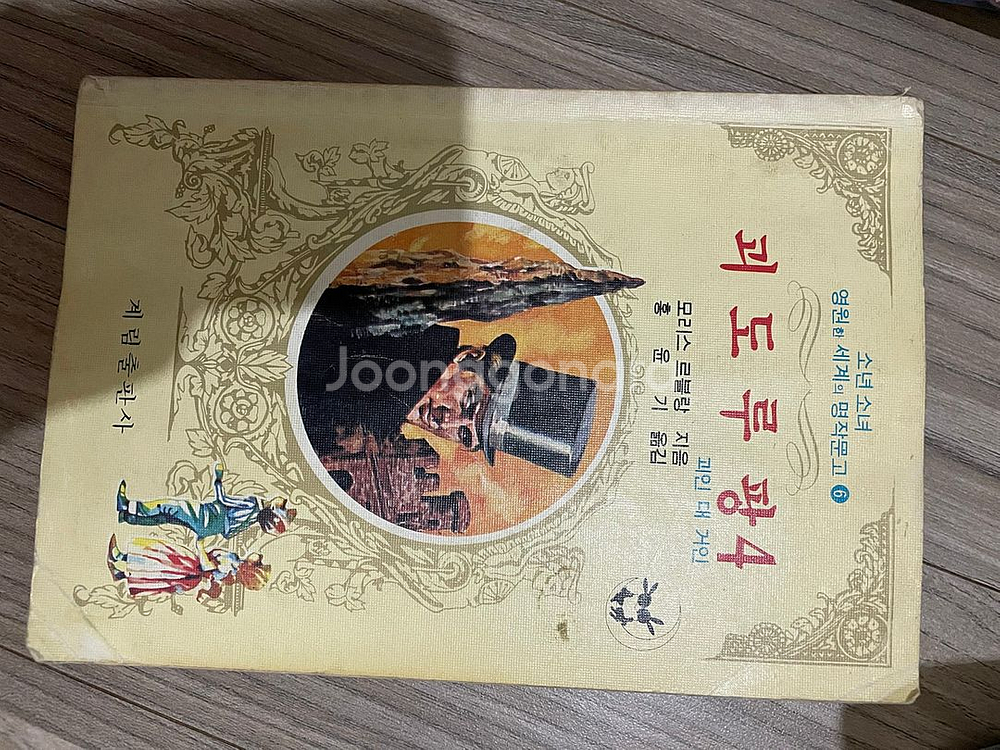 소년 소녀
영원한 세계의 명작문고 6
괴도루팡4
괴인 대 거인
모리스 르블랑 지음
홍윤기 옮김
계림출판사
Joonggonara